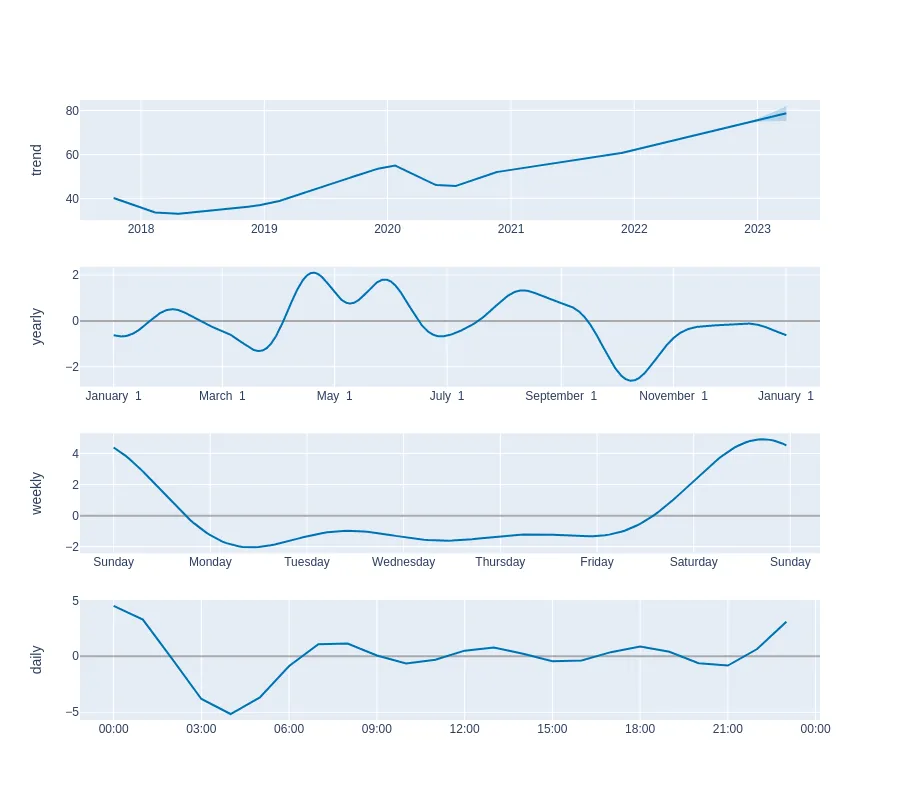 trend
80
60
40
2018 2019 2020 2021 2022 2023
yearly
2
0
−2
January 1 March 1 May 1 July 1 September 1 November 1 January 1
weekly
4
2
0
−2
Sunday Monday Tuesday Wednesday Thursday Friday Saturday Sunday
daily
5
0
−5
00:00 03:00 06:00 09:00 12:00 15:00 18:00 21:00 00:00